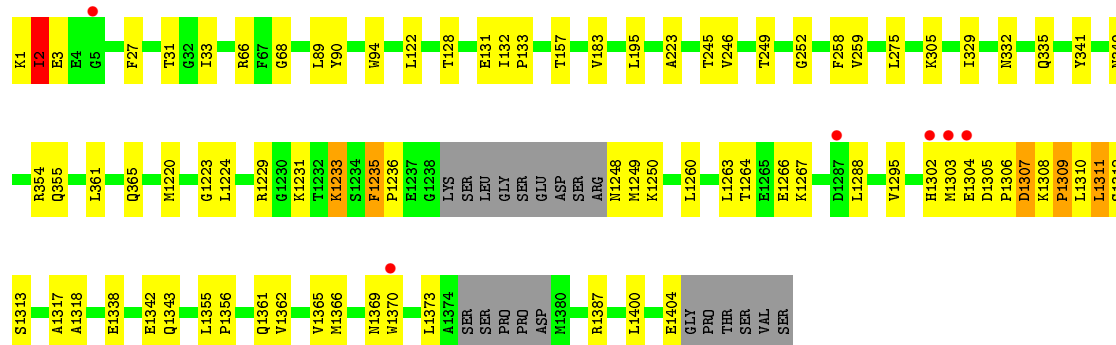 K1 I2 E3 E4 G5 F27 T31 G32 I33 R66 F67 G68 L89 Y90 W94 L122 T128 E131 I132 P133 T157 V183 L195 A223 T245 V246 T249 G252 F258 V259 L275 K305 I329 N332 Q335 Y341
R354 Q355 L361 Q365 M1220 G1223 L1224 R1229 G1230 K1231 T1232 K1233 S1234 F1235 P1236 E1237 G1238 LYS SER LEU GLY SER GLU ASP SER ARG N1248 M1249 K1250 L1260 L1263 T1264 E1265 E1266 K1267 D1287 L1288 V1295 H1302 M1303 E1304 D1305 P1306 D1307 K1308 P1309 L1310 L1311
S1313 A1317 A1318 E1338 E1342 Q1343 L1355 P1356 Q1361 V1362 V1365 M1366 N1369 W1370 L1373 A1374 SER SER PRO PRO ASP M1380 R1387 L1400 E1404 GLY PRO THR SER VAL SER